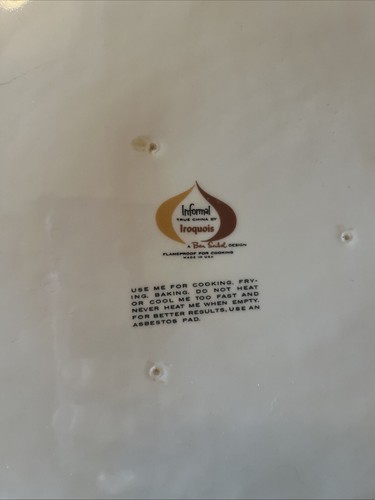 Informal
TRUE CHINA BY
Iroquois
A Ben Seibel DESIGN
FLAMEPROOF FOR COOKING
MADE IN USA
USE ME FOR COOKING, FRY-
ING, BAKING. DO NOT HEAT
OR COOL ME TOO FAST AND
NEVER HEAT ME WHEN EMPTY.
FOR BETTER RESULTS, USE AN
ASBESTOS PAD.